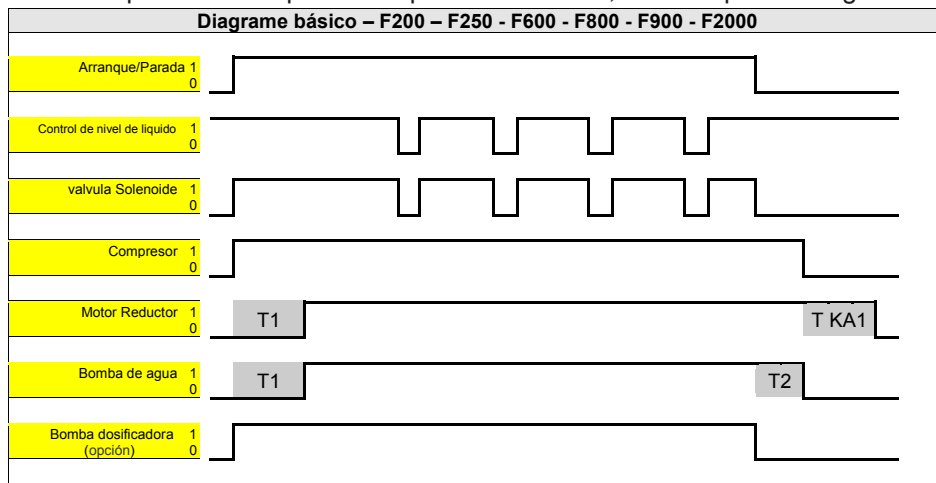 Diagrame básico – F200 – F250 - F600 - F800 - F900 - F2000
Arranque/Parada 1
0
Control de nivel de liquido 1
0
valvula Solenoide 1
0
Compresor 1
0
Motor Reductor 1
0
T1
T KA1
Bomba de agua 1
0
T1
T2
Bomba dosificadora 1
(opción) 0